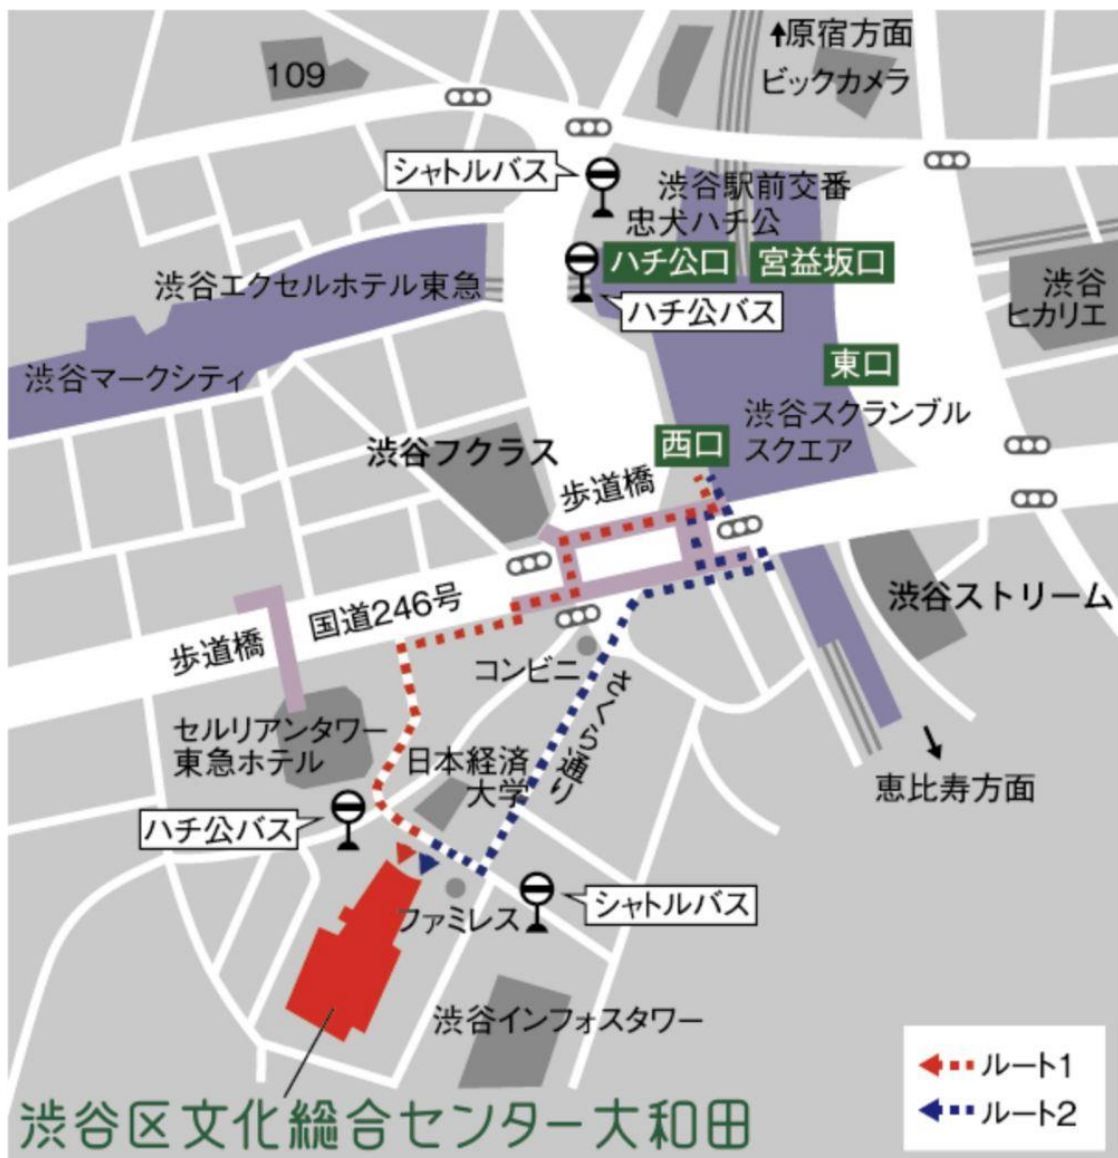 ↑原宿方面
109
ビックカメラ
シャトルバス
渋谷駅前交番
忠犬ハチ公
ハチ公口
宮益坂口
渋谷エクセルホテル東急
ハチ公バス
渋谷
ヒカリエ
東口
渋谷マークシティ
渋谷スクランブル
スクエア
西口
渋谷フクラス
歩道橋
渋谷ストリーム
国道246号
歩道橋
コンビニ
さくら通り
セルリアンタワー
東急ホテル
日本経済
大学
恵比寿方面
ハチ公バス
シャトルバス
ファミレス
渋谷インフォスタワー
ルート1
ルート2
渋谷区文化総合センター大和田